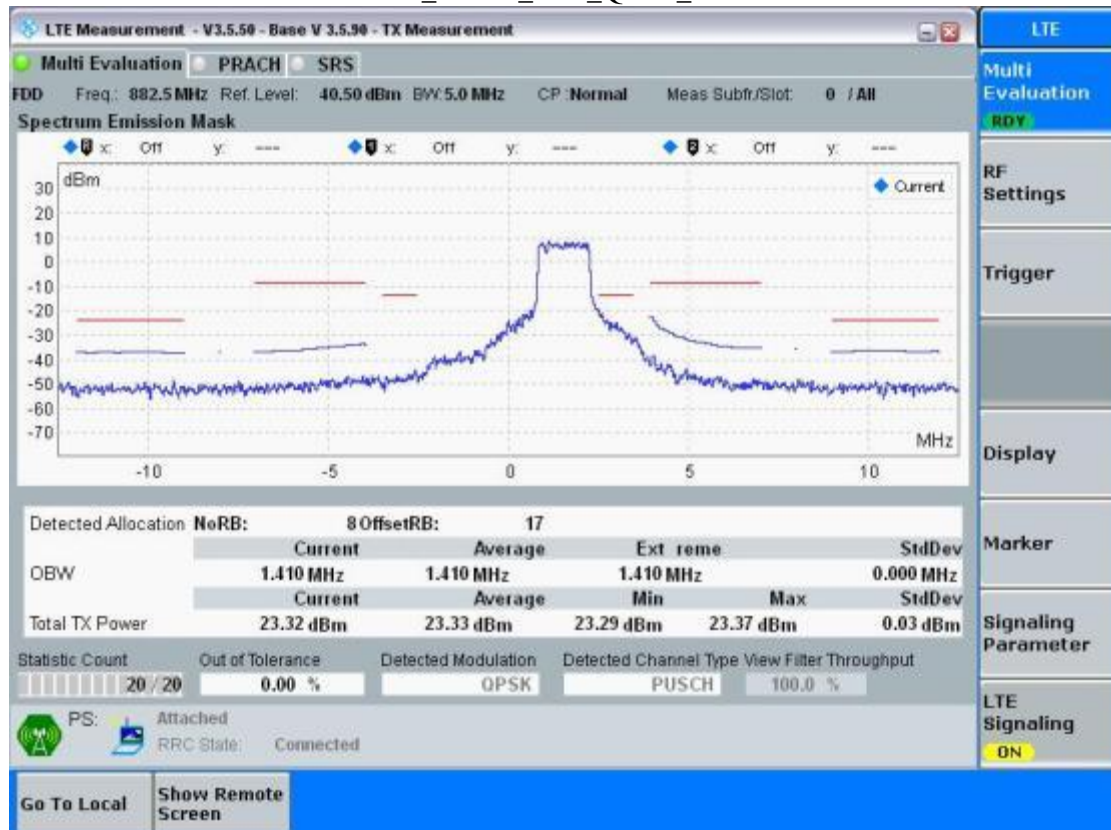 LTE Measurement - V3.5.50 - Base V 3.5.90 - TX Measurement
LTE
Multi Evaluation PRACH SRS
Multi
Evaluation
RDY
FDD Freq.: 882.5 MHz Ref. Level: 40.50 dBm BW: 5.0 MHz CP :Normal Meas Subfr./Slot: 0 / All
Spectrum Emission Mask
x: Off y: --- x: Off y: --- x: Off y: ---
dBm
Current
30
20
10
0
-10
-20
-30
-40
-50
-60
-70
MHz
-10 -5 0 5 10
RF
Settings
Trigger
Display
Marker
Signaling
Parameter
LTE
Signaling
ON
Detected Allocation NoRB: 8 OffsetRB: 17
Current Average Ext reme StdDev
OBW 1.410 MHz 1.410 MHz 1.410 MHz 0.000 MHz
Current Average Min Max StdDev
Total TX Power 23.32 dBm 23.33 dBm 23.29 dBm 23.37 dBm 0.03 dBm
Statistic Count Out of Tolerance Detected Modulation Detected Channel Type View Filter Throughput
20 / 20 0.00 % QPSK PUSCH 100.0 %
PS: Attached
RRC State: Connected
Go To Local
Show Remote
Screen